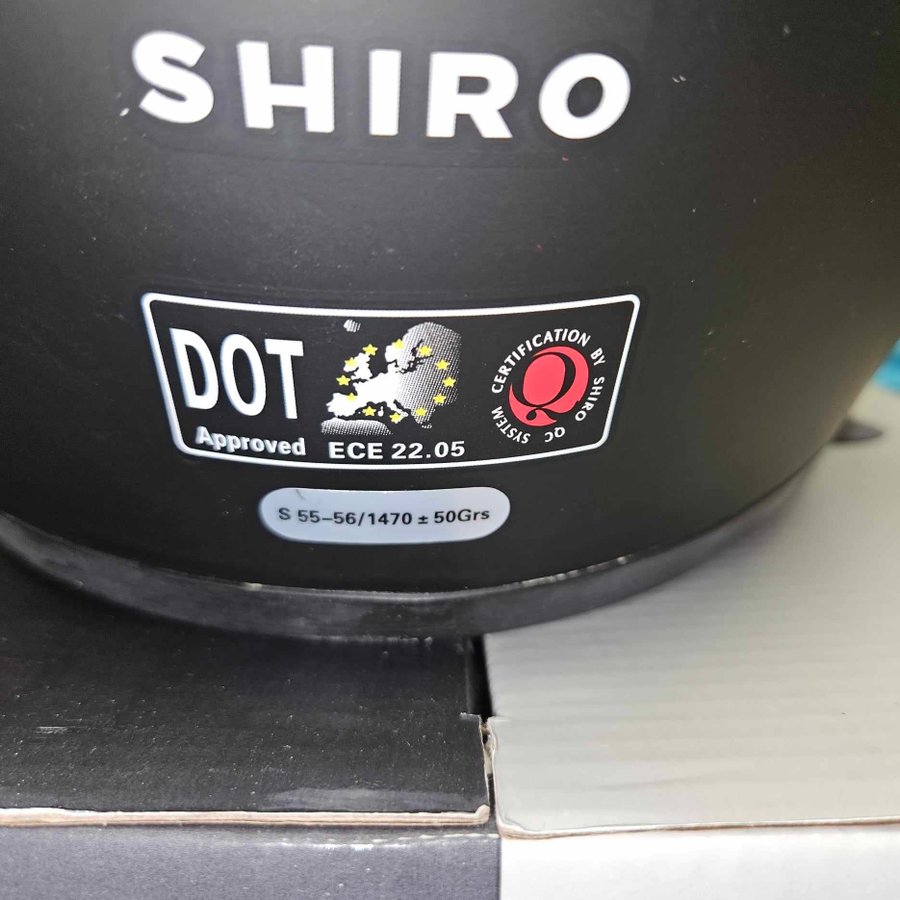 SHIRO
DOT
Approved
ECE 22.05
Q
SYSTEM CERTIFICATION BY SHIRO QC
S 55–56/1470 ± 50Grs